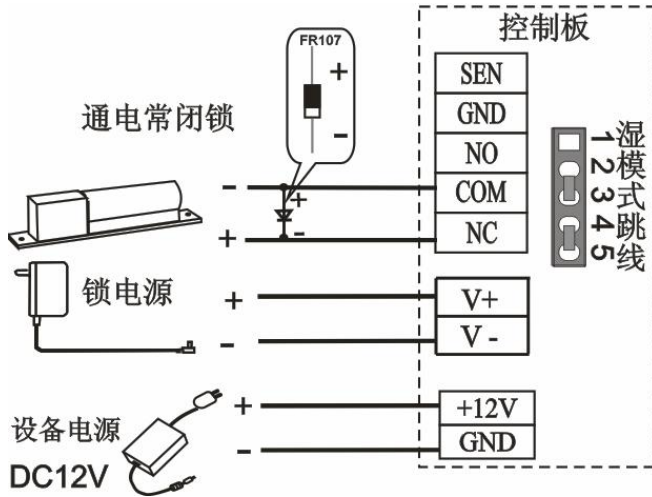 控制板
FR107
+
-
SEN
GND
NO
COM
NC
通电常闭锁
-
+
+
-
1
2
3
4
5
湿模式跳线
锁电源
+
-
V+
V -
设备电源
DC12V
+
-
+12V
GND